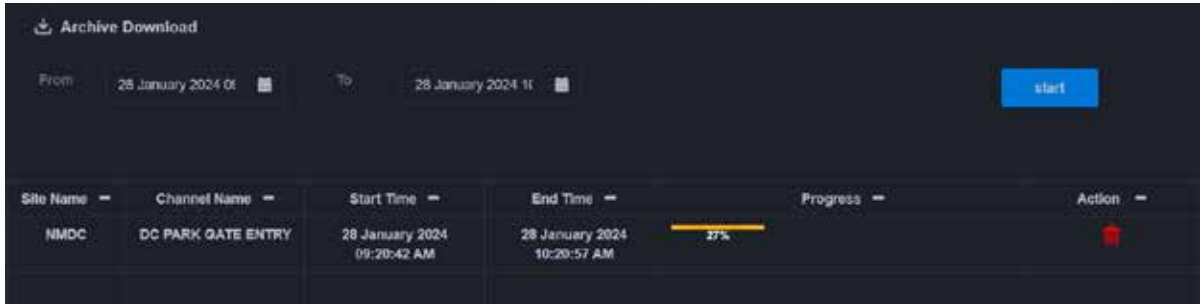 Archive Download
From 28 January 2024 To 28 January 2024 start
Site Name Channel Name Start Time End Time Progress Action
NMDC DC PARK GATE ENTRY 28 January 2024 28 January 2024 27%
09:20:42 AM 10:20:57 AM